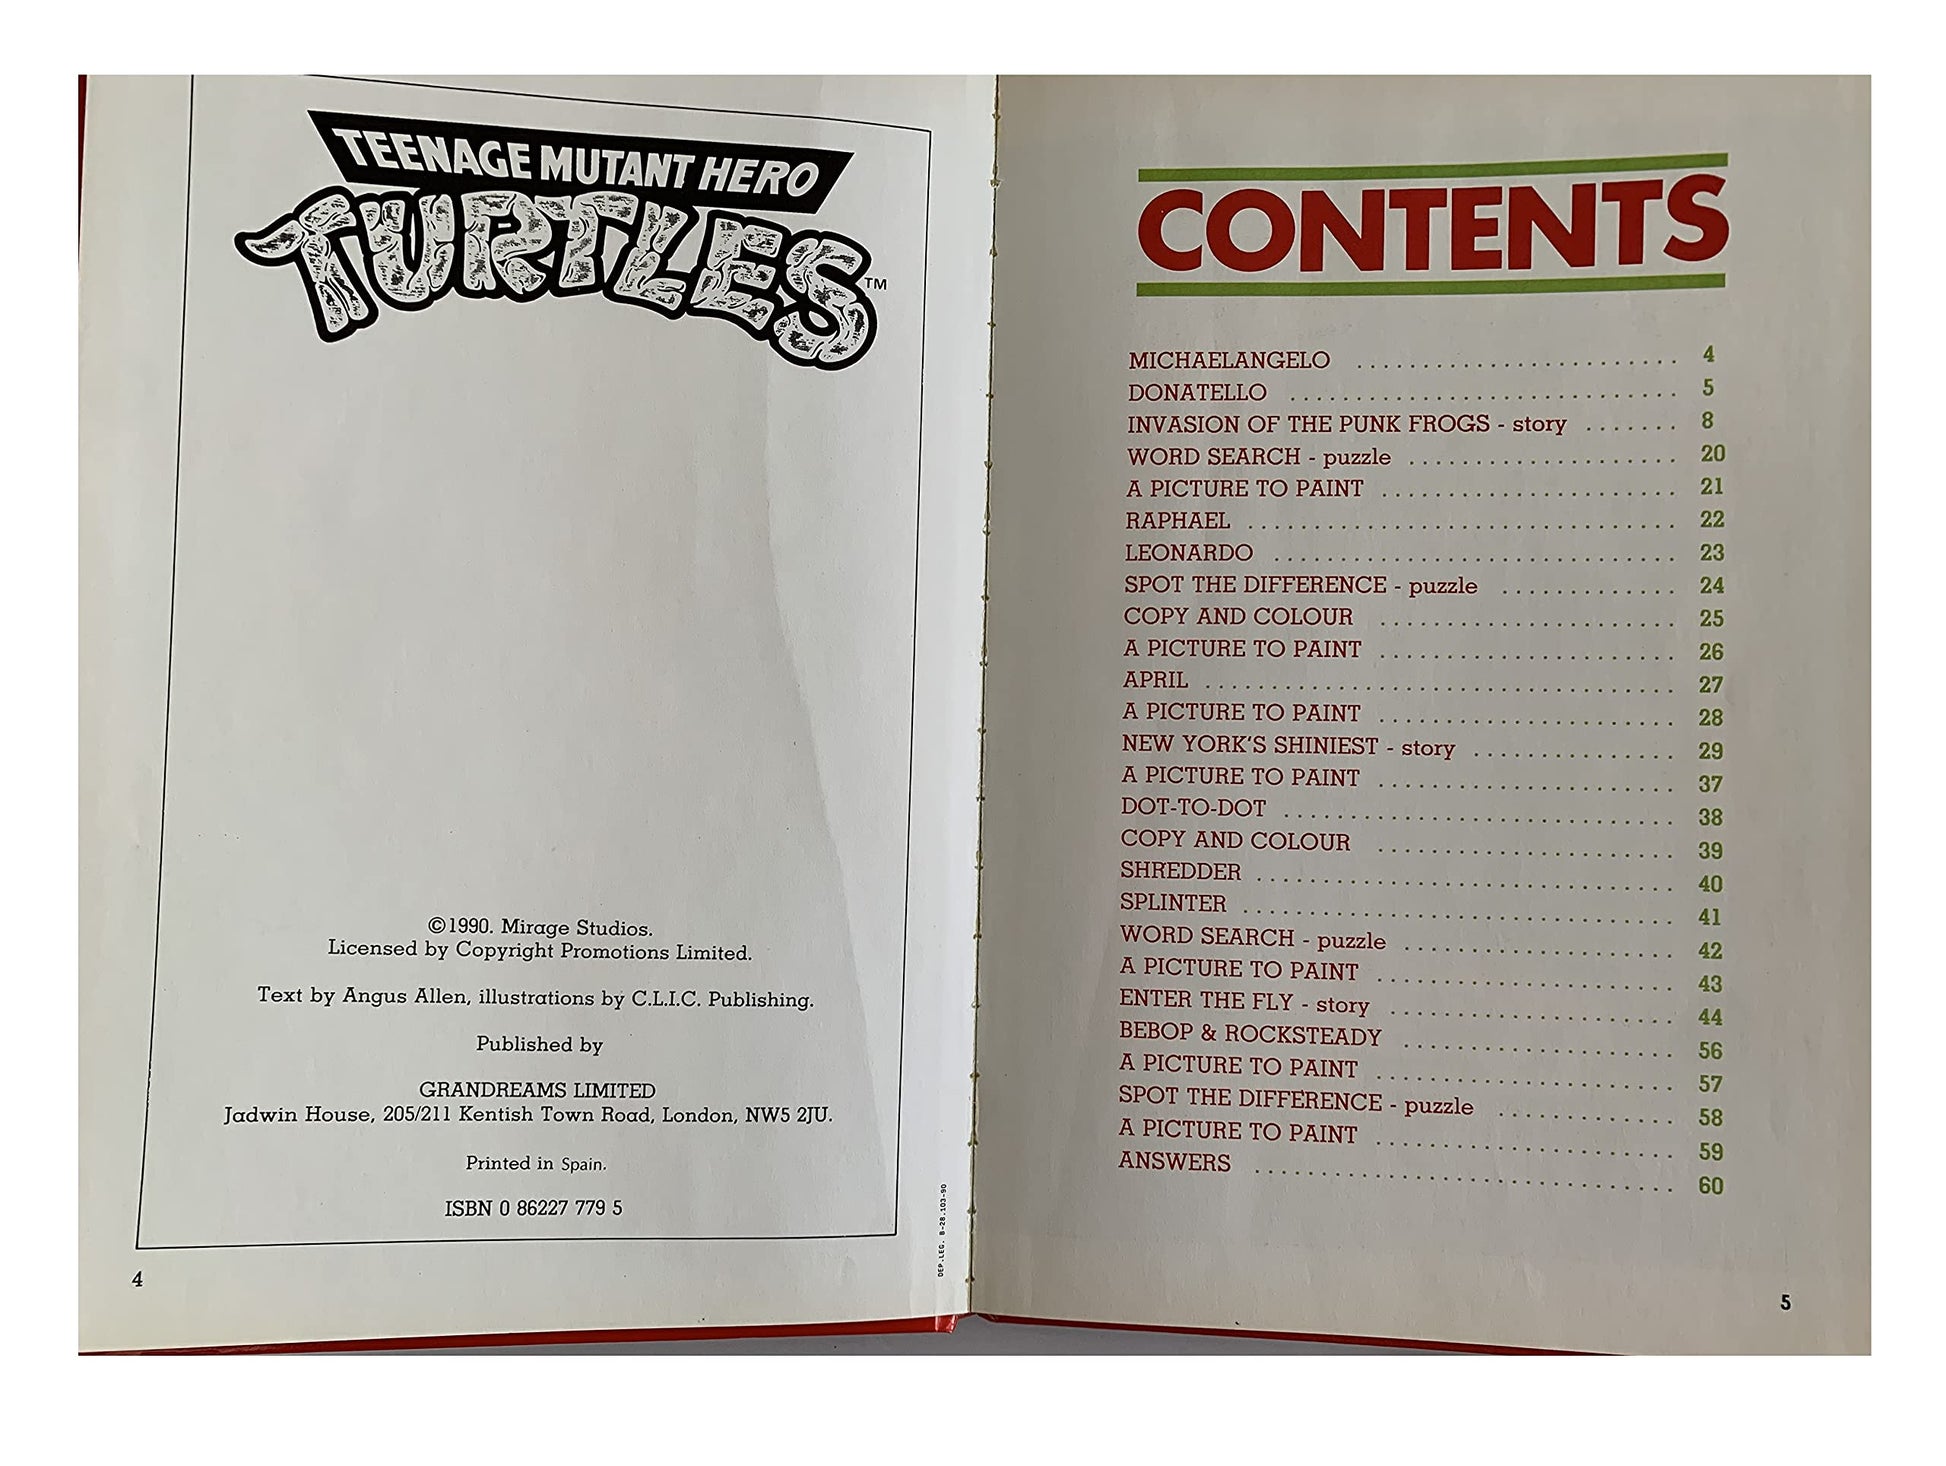 TEENAGE MUTANT HERO
TURTLES™
©1990. Mirage Studios.
Licensed by Copyright Promotions Limited.
Text by Angus Allen, illustrations by C.L.I.C. Publishing.
Published by
GRANDREAMS LIMITED
Jadwin House, 205/211 Kentish Town Road, London, NW5 2JU.
Printed in Spain.
ISBN 0 86227 779 5
DEP.LEG. B-28.103-90
4
CONTENTS
MICHAELANGELO . . . . . . . . . . . . . . . . . . . . . . . . . 4
DONATELLO . . . . . . . . . . . . . . . . . . . . . . . . . . . . . . 5
INVASION OF THE PUNK FROGS - story . . . . . . . 8
WORD SEARCH - puzzle . . . . . . . . . . . . . . . . . . . . . 20
A PICTURE TO PAINT . . . . . . . . . . . . . . . . . . . . . . . 21
RAPHAEL . . . . . . . . . . . . . . . . . . . . . . . . . . . . . . . . . 22
LEONARDO . . . . . . . . . . . . . . . . . . . . . . . . . . . . . . . 23
SPOT THE DIFFERENCE - puzzle . . . . . . . . . . . . . 24
COPY AND COLOUR . . . . . . . . . . . . . . . . . . . . . . . 25
A PICTURE TO PAINT . . . . . . . . . . . . . . . . . . . . . . . 26
APRIL . . . . . . . . . . . . . . . . . . . . . . . . . . . . . . . . . . . . 27
A PICTURE TO PAINT . . . . . . . . . . . . . . . . . . . . . . . 28
NEW YORK'S SHINIEST - story . . . . . . . . . . . . . . . . 29
A PICTURE TO PAINT . . . . . . . . . . . . . . . . . . . . . . . 37
DOT-TO-DOT . . . . . . . . . . . . . . . . . . . . . . . . . . . . . . 38
COPY AND COLOUR . . . . . . . . . . . . . . . . . . . . . . . 39
SHREDDER . . . . . . . . . . . . . . . . . . . . . . . . . . . . . . . . 40
SPLINTER . . . . . . . . . . . . . . . . . . . . . . . . . . . . . . . . . 41
WORD SEARCH - puzzle . . . . . . . . . . . . . . . . . . . . . 42
A PICTURE TO PAINT . . . . . . . . . . . . . . . . . . . . . . . 43
ENTER THE FLY - story . . . . . . . . . . . . . . . . . . . . . . 44
BEBOP & ROCKSTEADY . . . . . . . . . . . . . . . . . . . . . 56
A PICTURE TO PAINT . . . . . . . . . . . . . . . . . . . . . . . 57
SPOT THE DIFFERENCE - puzzle . . . . . . . . . . . . . . 58
A PICTURE TO PAINT . . . . . . . . . . . . . . . . . . . . . . . 59
ANSWERS . . . . . . . . . . . . . . . . . . . . . . . . . . . . . . . . 60
5